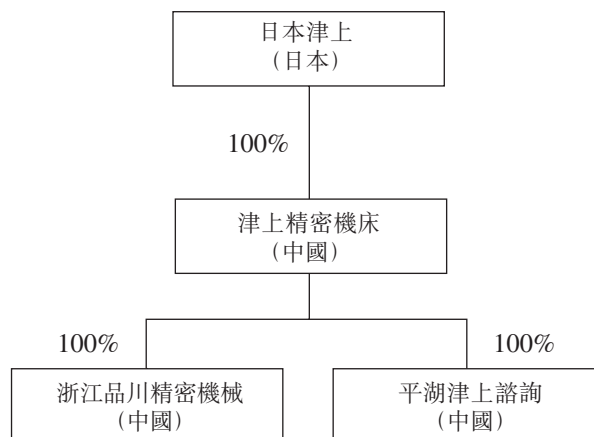 日本津上
（日本）
100%
津上精密機床
（中國）
100%
100%
浙江品川精密機械
（中國）
平湖津上諮詢
（中國）